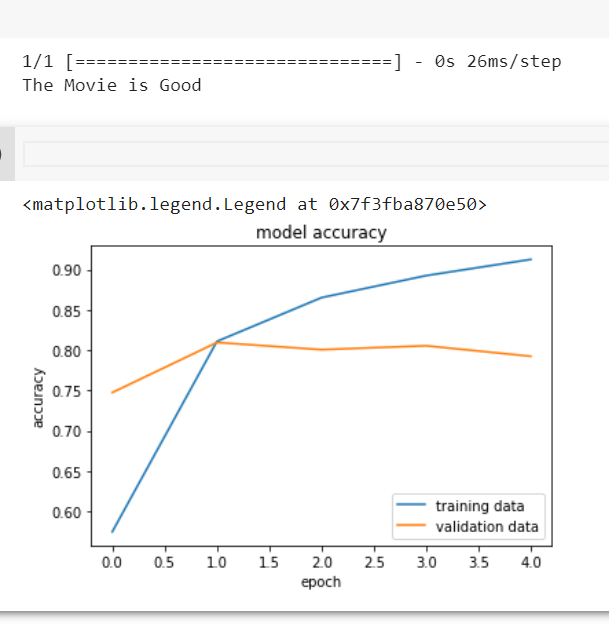 1/1 [==============================] - 0s 26ms/step
The Movie is Good
<matplotlib.legend.Legend at 0x7f3fba870e50>
model accuracy
0.90
0.85
0.80
0.75
0.70
0.65
0.60
accuracy
training data
validation data
0.0 0.5 1.0 1.5 2.0 2.5 3.0 3.5 4.0
epoch